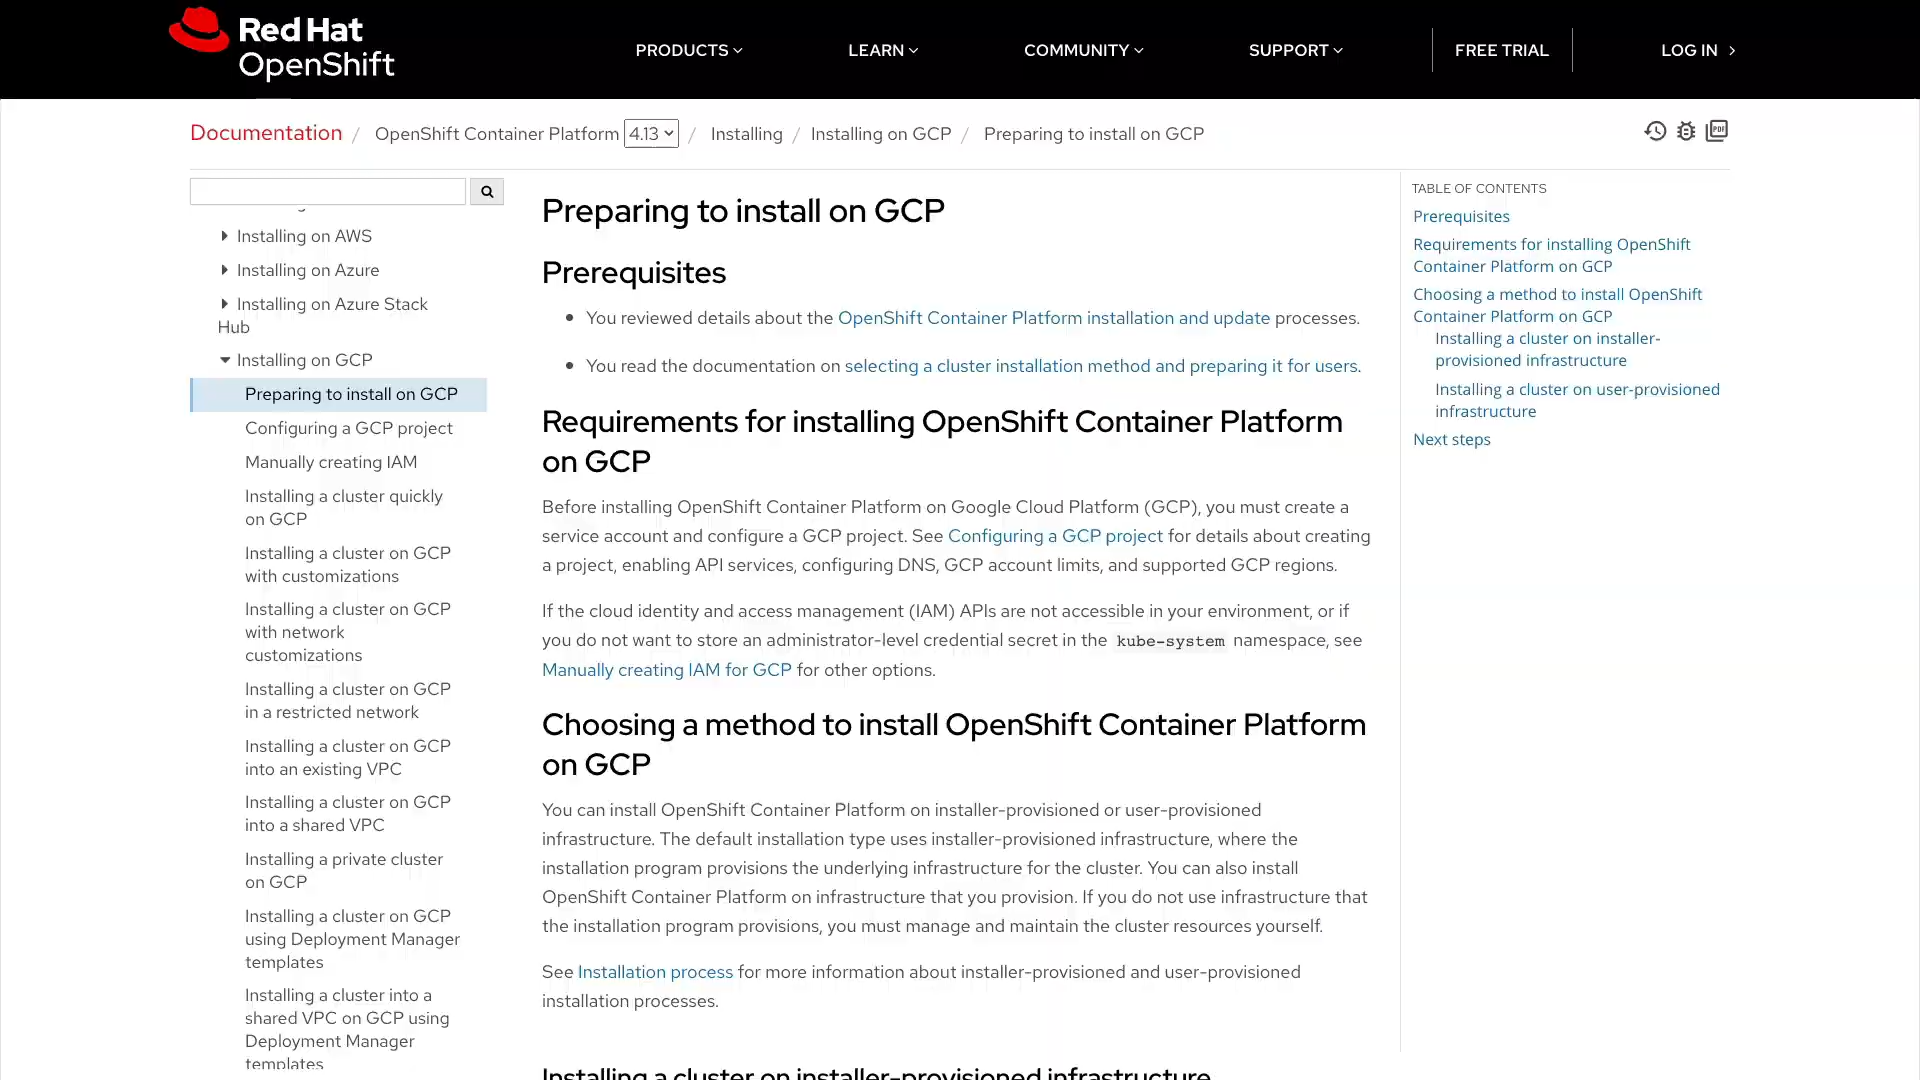 Red Hat
OpenShift
PRODUCTS
LEARN
COMMUNITY
SUPPORT
FREE TRIAL
LOG IN
Documentation / OpenShift Container Platform 4.13 / Installing / Installing on GCP / Preparing to install on GCP
Installing on AWS
Installing on Azure
Installing on Azure Stack
Hub
Installing on GCP
Preparing to install on GCP
Configuring a GCP project
Manually creating IAM
Installing a cluster quickly
on GCP
Installing a cluster on GCP
with customizations
Installing a cluster on GCP
with network
customizations
Installing a cluster on GCP
in a restricted network
Installing a cluster on GCP
into an existing VPC
Installing a cluster on GCP
into a shared VPC
Installing a private cluster
on GCP
Installing a cluster on GCP
using Deployment Manager
templates
Installing a cluster into a
shared VPC on GCP using
Deployment Manager
templates
Preparing to install on GCP
Prerequisites
• You reviewed details about the OpenShift Container Platform installation and update processes.
• You read the documentation on selecting a cluster installation method and preparing it for users.
Requirements for installing OpenShift Container Platform
on GCP
Before installing OpenShift Container Platform on Google Cloud Platform (GCP), you must create a
service account and configure a GCP project. See Configuring a GCP project for details about creating
a project, enabling API services, configuring DNS, GCP account limits, and supported GCP regions.
If the cloud identity and access management (IAM) APIs are not accessible in your environment, or if
you do not want to store an administrator-level credential secret in the kube-system namespace, see
Manually creating IAM for GCP for other options.
Choosing a method to install OpenShift Container Platform
on GCP
You can install OpenShift Container Platform on installer-provisioned or user-provisioned
infrastructure. The default installation type uses installer-provisioned infrastructure, where the
installation program provisions the underlying infrastructure for the cluster. You can also install
OpenShift Container Platform on infrastructure that you provision. If you do not use infrastructure that
the installation program provisions, you must manage and maintain the cluster resources yourself.
See Installation process for more information about installer-provisioned and user-provisioned
installation processes.
Installing a cluster on installer-provisioned infrastructure
TABLE OF CONTENTS
Prerequisites
Requirements for installing OpenShift
Container Platform on GCP
Choosing a method to install OpenShift
Container Platform on GCP
Installing a cluster on installer-
provisioned infrastructure
Installing a cluster on user-provisioned
infrastructure
Next steps